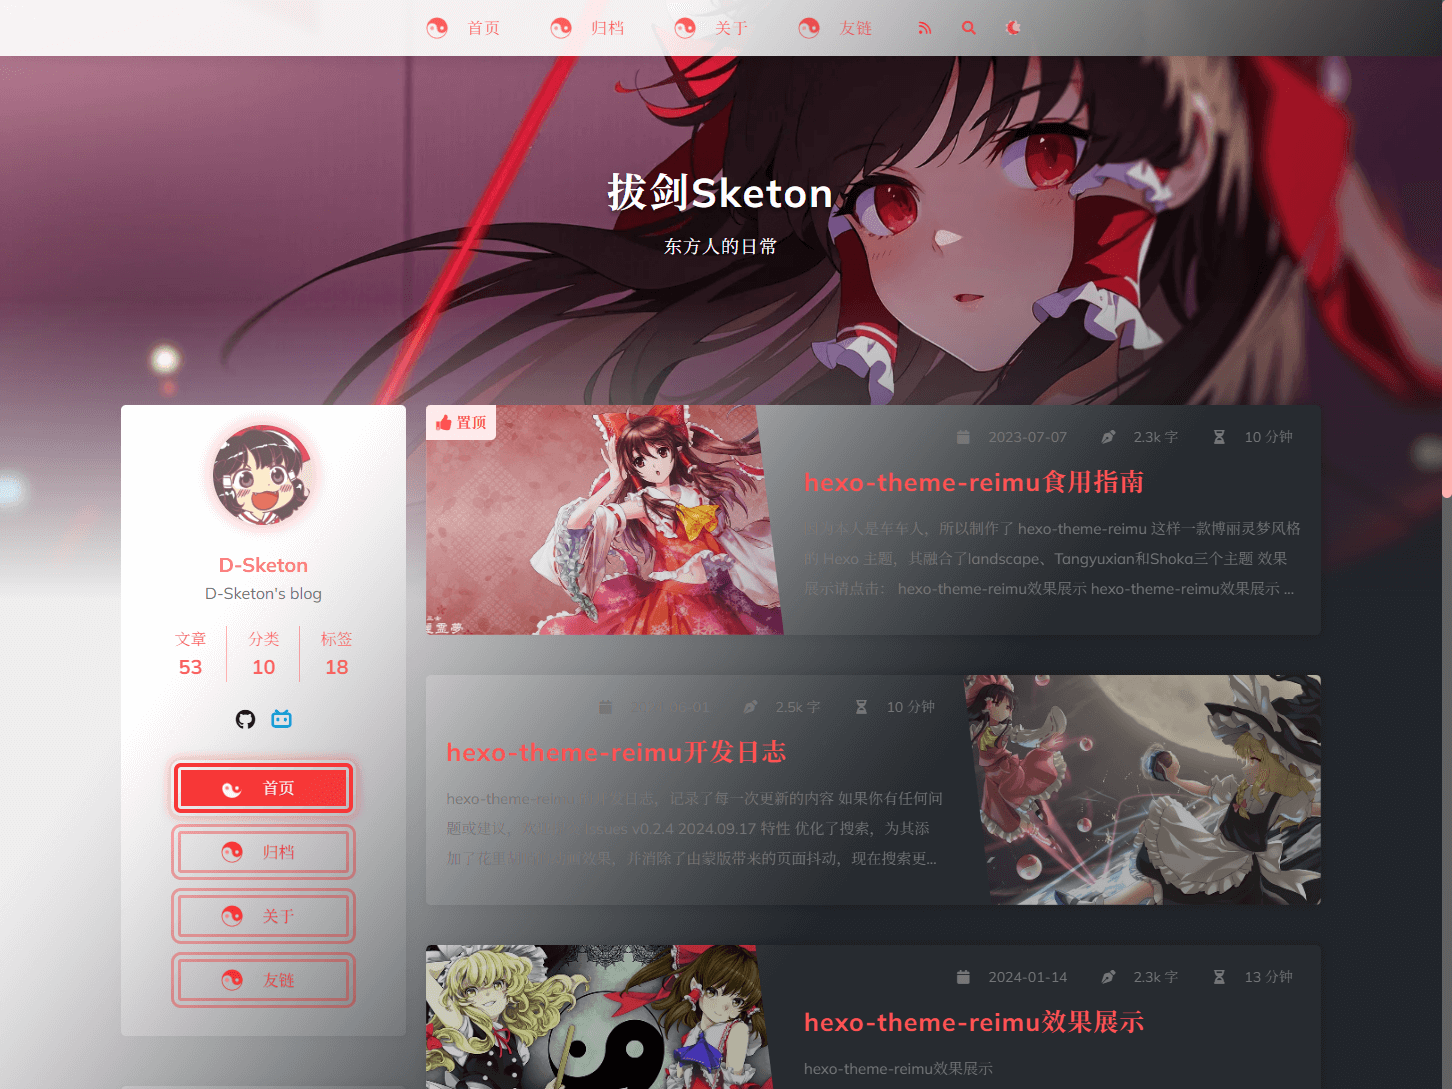 首页 归档 关于 友链
拔剑Sketon
东方人的日常
D-Sketon
D-Sketon's blog
文章 分类 标签
53 10 18
首页
归档
关于
友链
置顶
2023-07-07 2.3k 字 10 分钟
hexo-theme-reimu食用指南
因为本人是车车人，所以制作了 hexo-theme-reimu 这样一款博丽灵梦风格
的 Hexo 主题，其融合了landscape、Tangyuxian和Shoka三个主题 效果
展示请点击： hexo-theme-reimu效果展示 hexo-theme-reimu效果展示 ...
06-01 2.5k 字 10 分钟
hexo-theme-reimu开发日志
hexo-theme-reimu的开发日志，记录了每一次更新的内容 如果你有任何问
题或建议，欢迎 issues v0.2.4 2024.09.17 特性 优化了搜索，为其添
加了花里胡哨 效果，并消除了由蒙版带来的页面抖动，现在搜索更...
2024-01-14 2.3k 字 13 分钟
hexo-theme-reimu效果展示
hexo-theme-reimu效果展示